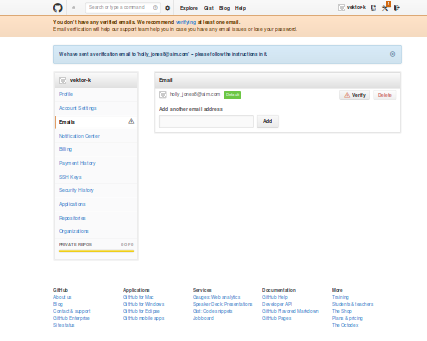 Search or type a command
Explore Gist Blog Help
vektor-k
You don't have any verified emails. We recommend verifying at least one email.
Email verification will help our support team help you in case you have any email issues or lose your password.
We have sent a verification email to 'holly_jones6@aim.com' – please follow the instructions in it.
vektor-k
Profile
Account Settings
Emails
Notification Center
Billing
Payment History
SSH Keys
Security History
Applications
Repositories
Organizations
PRIVATE REPOS 0 OF 0
Email
holly_jones6@aim.com
Verify
Delete
Add another email address
Add
GitHub
About us
Blog
Contact & support
GitHub Enterprise
Site status
Applications
GitHub for Mac
GitHub for Windows
GitHub for Eclipse
GitHub mobile apps
Services
Gauges: Web analytics
Speaker Deck: Presentations
Gist: Code snippets
Job board
Documentation
GitHub Help
Developer API
GitHub Flavored Markdown
GitHub Pages
More
Training
Students & teachers
The Shop
Plans & pricing
The Octodex